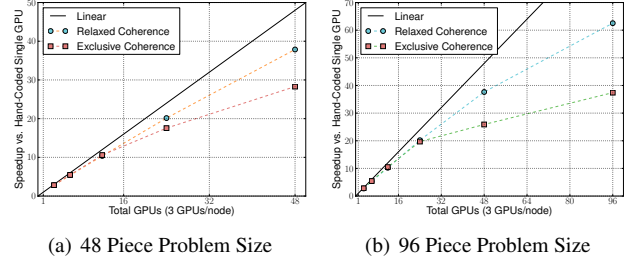 50
40
30
20
10
0
Speedup vs. Hand-Coded Single GPU
Linear
Relaxed Coherence
Exclusive Coherence
1 16 32 48
Total GPUs (3 GPUs/node)
(a) 48 Piece Problem Size
70
60
50
40
30
20
10
0
Speedup vs. Hand-Coded Single GPU
Linear
Relaxed Coherence
Exclusive Coherence
1 16 32 48 64 80 96
Total GPUs (3 GPUs/node)
(b) 96 Piece Problem Size